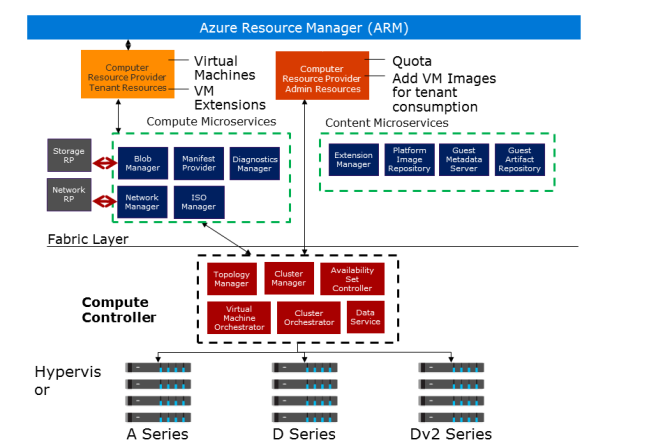 Azure Resource Manager (ARM)
Computer
Resource Provider
Tenant Resources
Virtual
Machines
VM
Extensions
Computer
Resource Provider
Admin Resources
Quota
Add VM Images
for tenant
consumption
Compute Microservices
Content Microservices
Storage
RP
Blob
Manager
Manifest
Provider
Diagnostics
Manager
Network
RP
Network
Manager
ISO
Manager
Extension
Manager
Platform
Image
Repository
Guest
Metadata
Server
Guest
Artifact
Repository
Fabric Layer
Compute
Controller
Topology
Manager
Cluster
Manager
Availability
Set
Controller
Virtual
Machine
Orchestrator
Cluster
Orchestrator
Data
Service
Hypervis
or
A Series
D Series
Dv2 Series